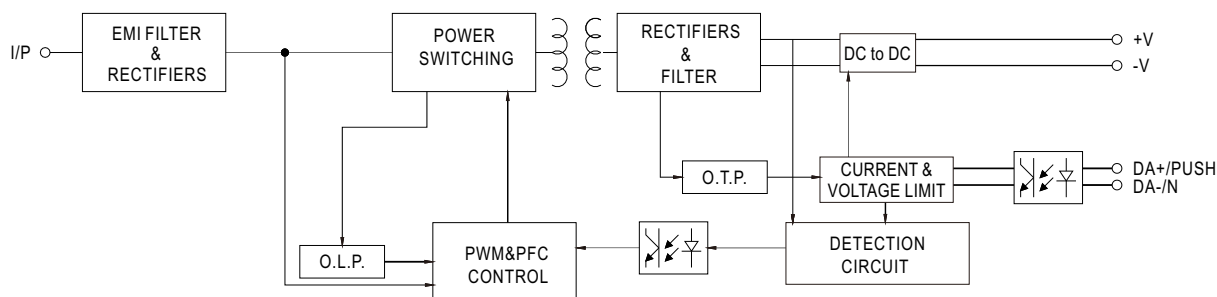 I/P
EMI FILTER
&
RECTIFIERS
POWER
SWITCHING
RECTIFIERS
&
FILTER
DC to DC
+V
-V
O.T.P.
CURRENT &
VOLTAGE LIMIT
DA+/PUSH
DA-/N
O.L.P.
PWM&PFC
CONTROL
DETECTION
CIRCUIT